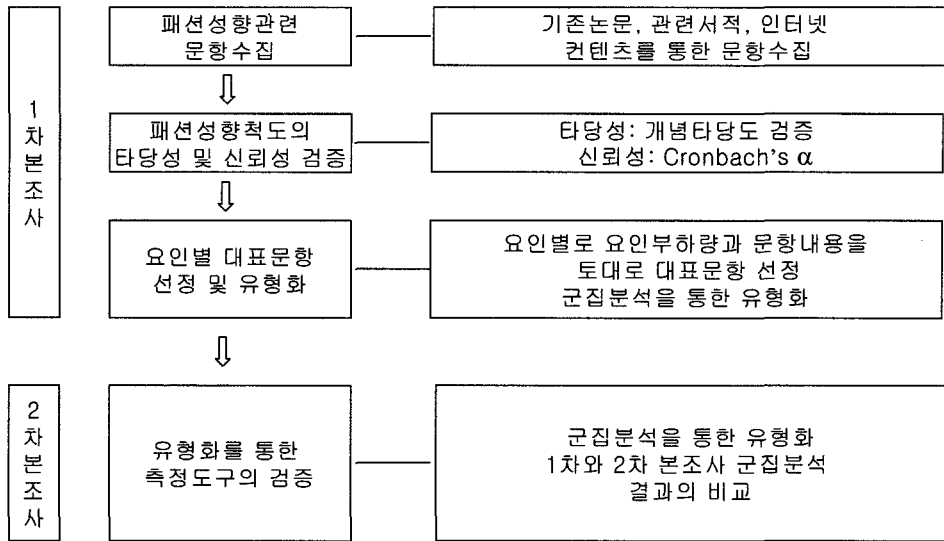 1
차
본
조
사
패션성향관련
문항수집
기존논문, 관련서적, 인터넷
컨텐츠를 통한 문항수집
⇩
패션성향척도의
타당성 및 신뢰성 검증
타당성: 개념타당도 검증
신뢰성: Cronbach's α
⇩
요인별 대표문항
선정 및 유형화
요인별로 요인부하량과 문항내용을
토대로 대표문항 선정
군집분석을 통한 유형화
⇩
2
차
본
조
사
유형화를 통한
측정도구의 검증
군집분석을 통한 유형화
1차와 2차 본조사 군집분석
결과의 비교